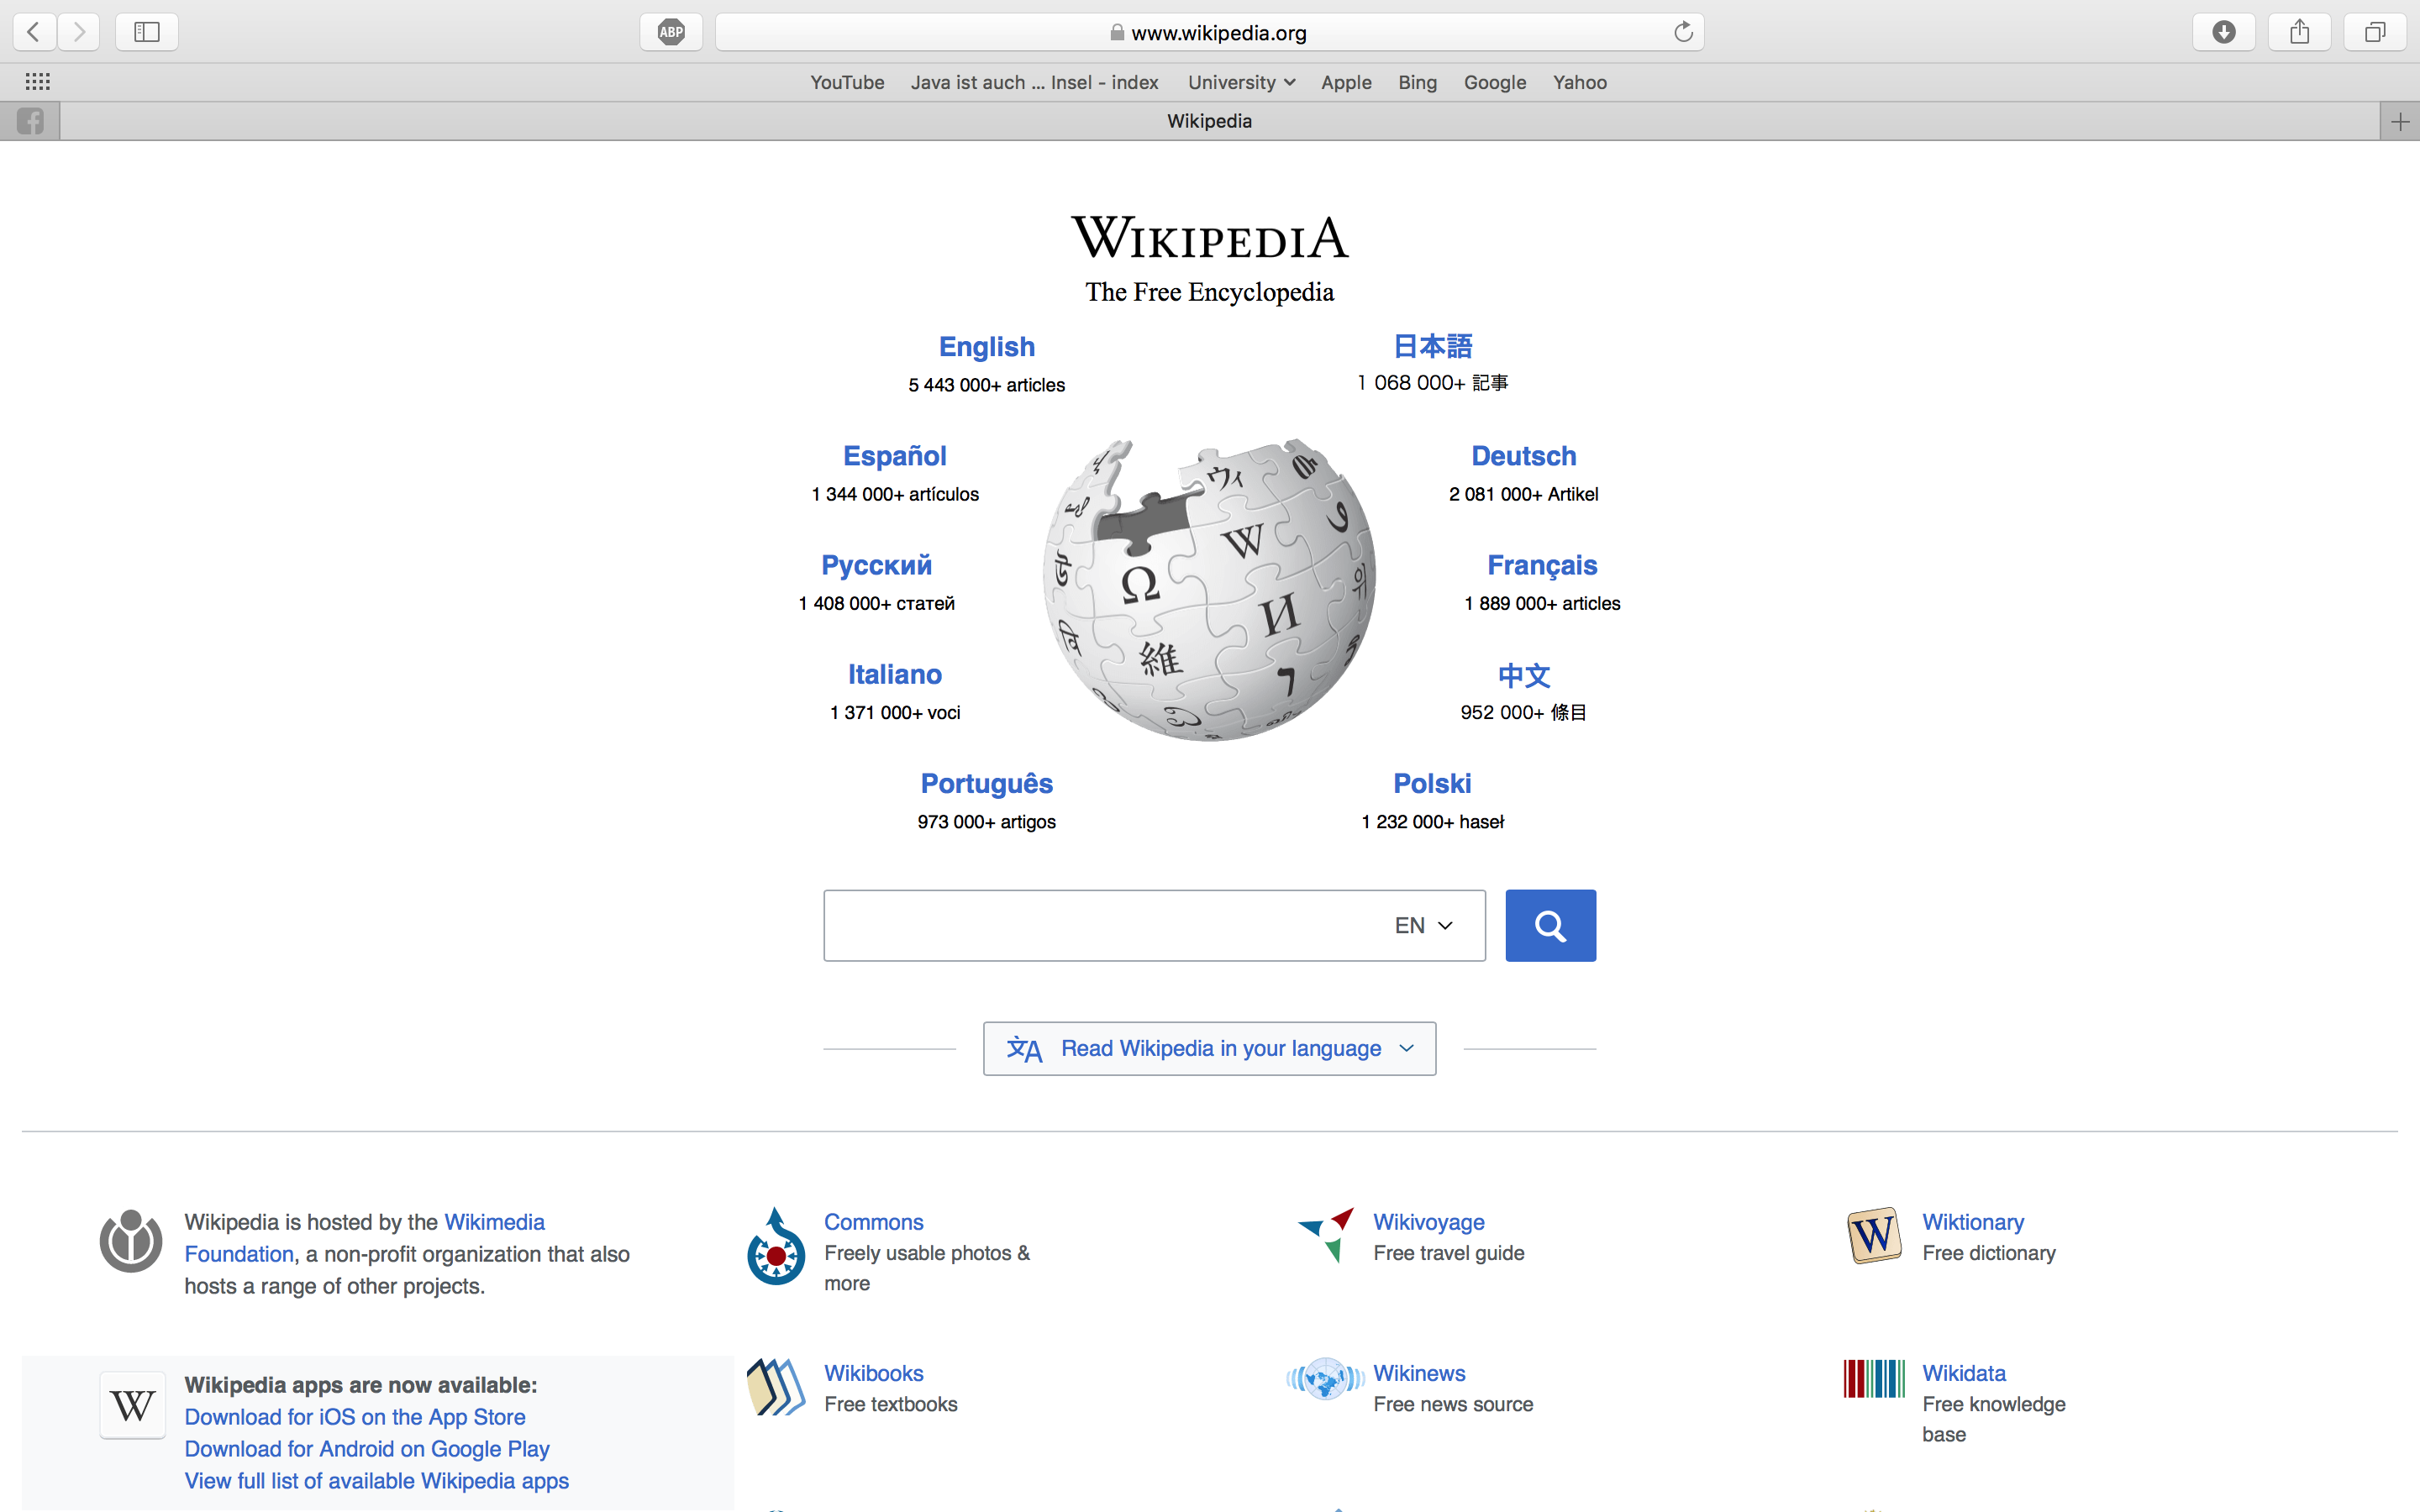 ABP
www.wikipedia.org
YouTube Java ist auch ... Insel - index University Apple Bing Google Yahoo
Wikipedia
WIKIPEDIA
The Free Encyclopedia
English
5 443 000+ articles
日本語
1 068 000+ 記事
Español
1 344 000+ artículos
Deutsch
2 081 000+ Artikel
Русский
1 408 000+ статей
Français
1 889 000+ articles
Italiano
1 371 000+ voci
中文
952 000+ 條目
Português
973 000+ artigos
Polski
1 232 000+ haseł
Ω
W
И
維
ウィ
EN
Read Wikipedia in your language
Wikipedia is hosted by the Wikimedia
Foundation, a non-profit organization that also
hosts a range of other projects.
Commons
Freely usable photos &
more
Wikivoyage
Free travel guide
W
Wiktionary
Free dictionary
W
Wikipedia apps are now available:
Download for iOS on the App Store
Download for Android on Google Play
View full list of available Wikipedia apps
Wikibooks
Free textbooks
Wikinews
Free news source
Wikidata
Free knowledge
base